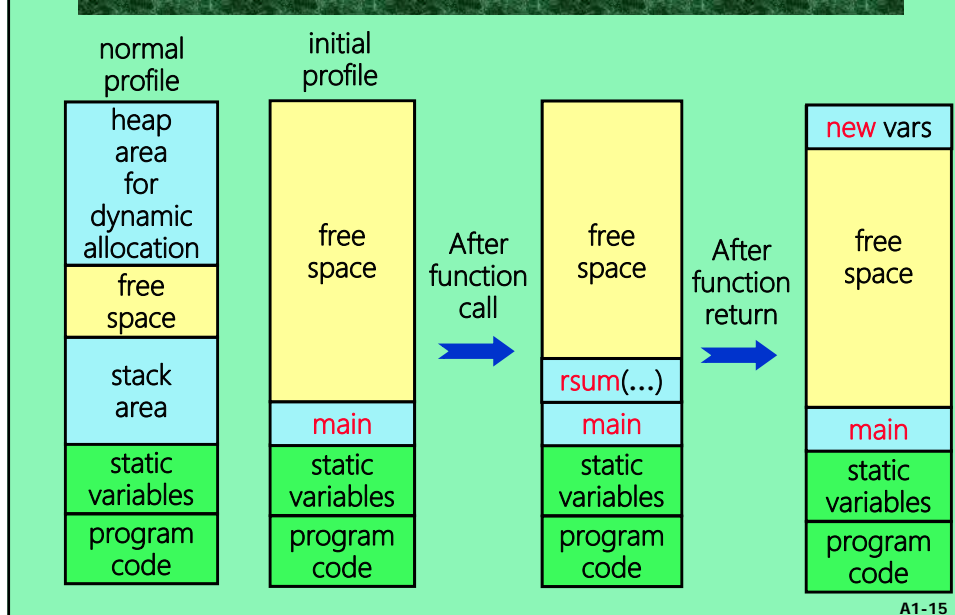 normal
profile
heap
area
for
dynamic
allocation
free
space
stack
area
static
variables
program
code
initial
profile
free
space
main
static
variables
program
code
After
function
call
free
space
rsum(...)
main
static
variables
program
code
After
function
return
new vars
free
space
main
static
variables
program
code
A1-15